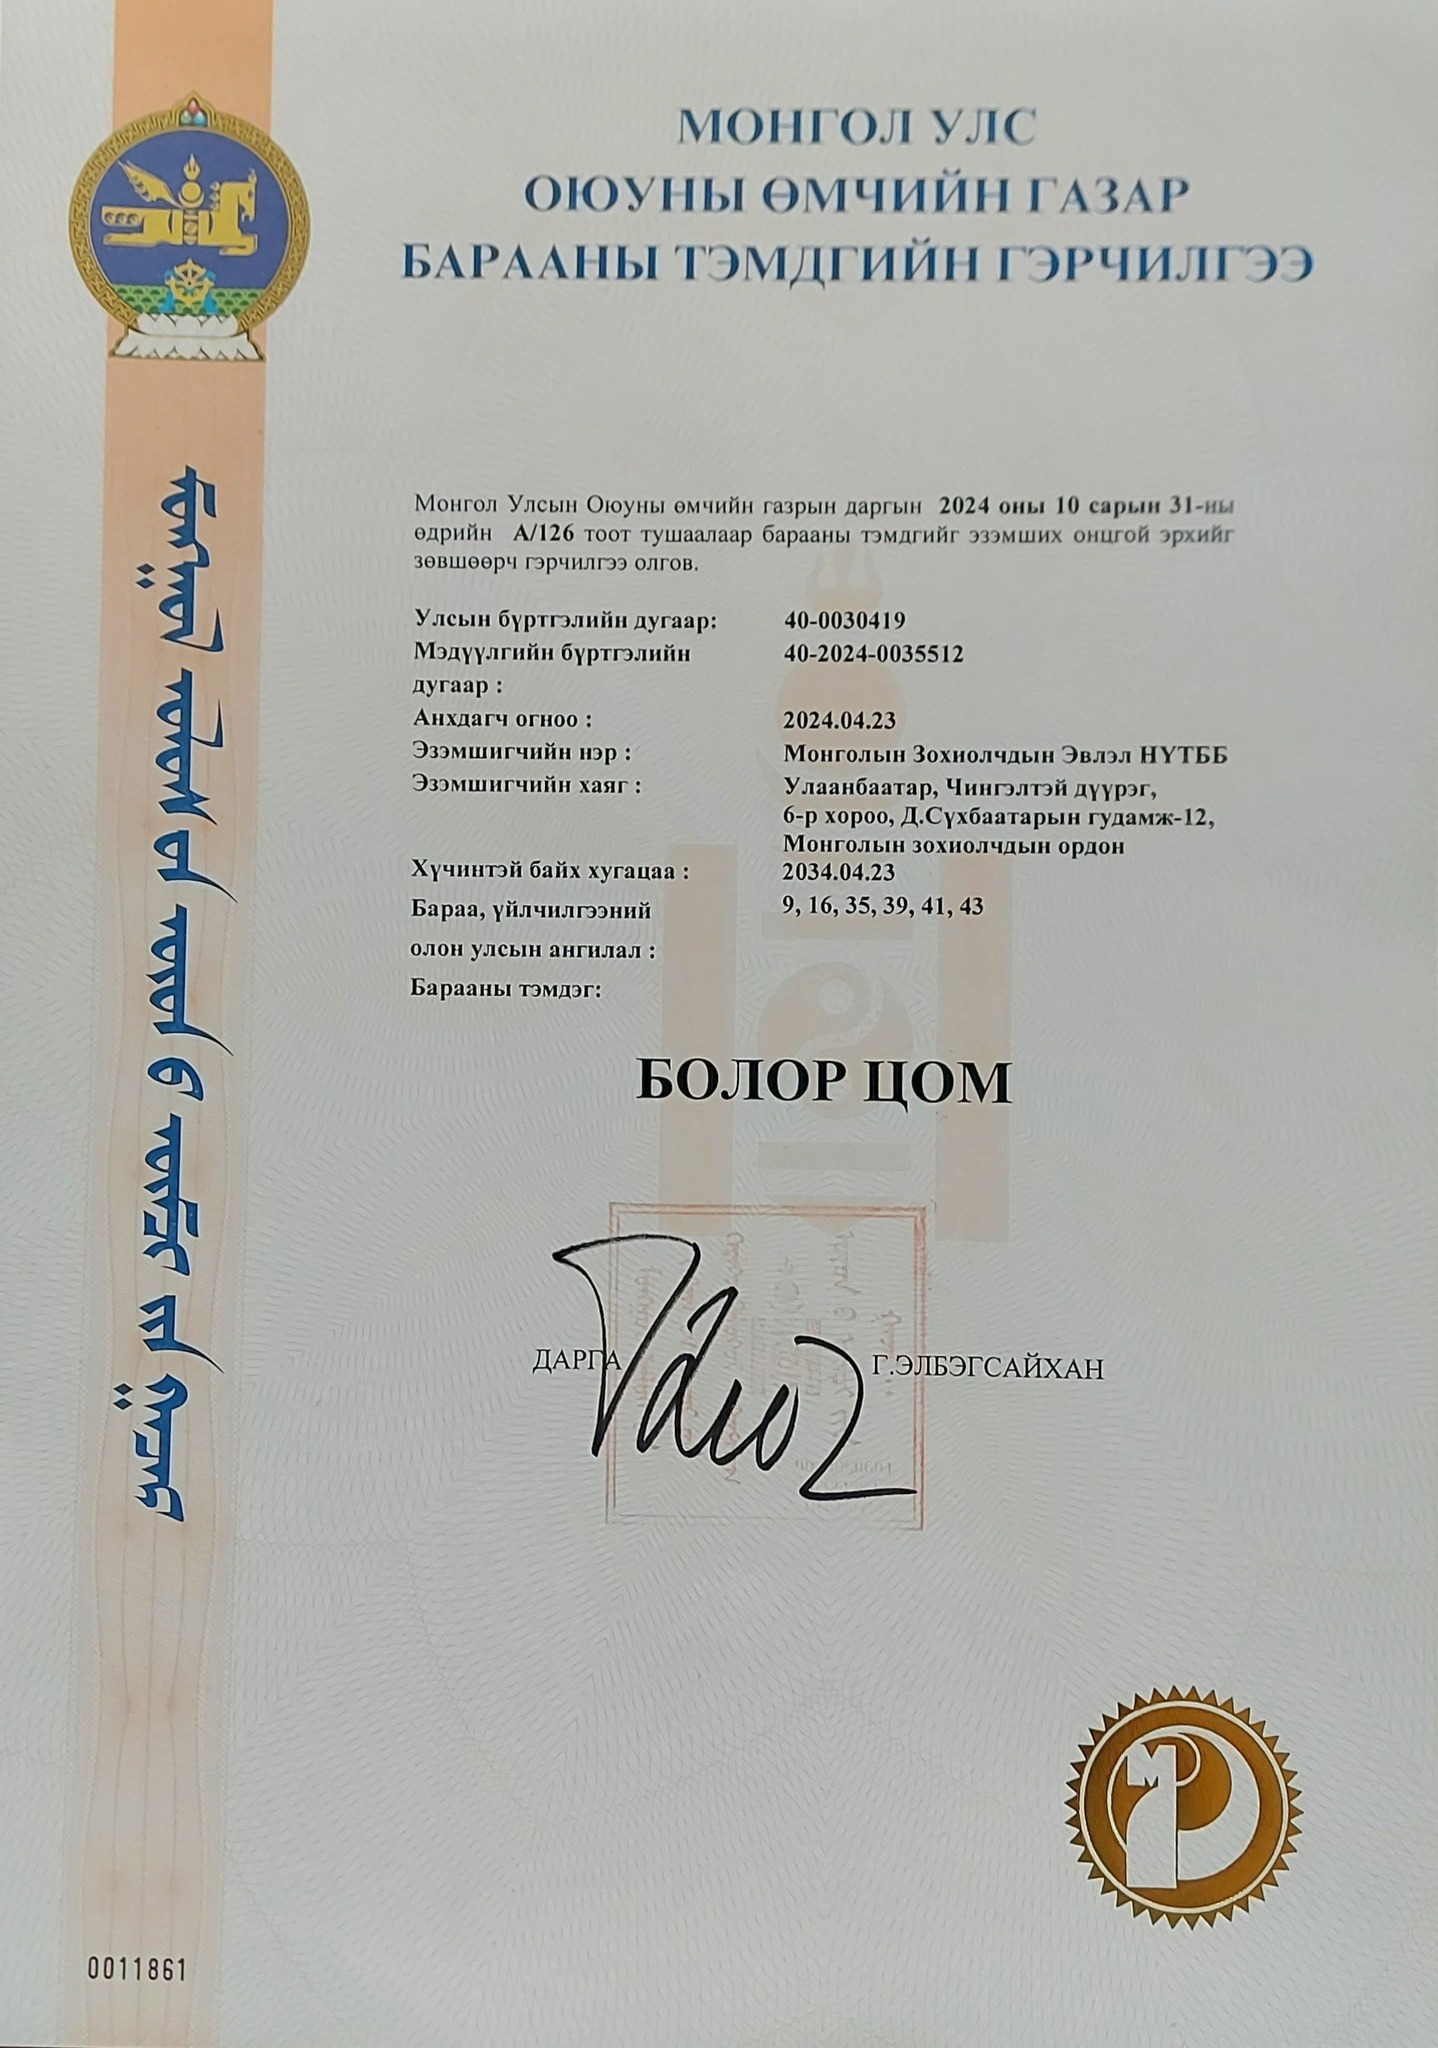 МОНГОЛ УЛС
ОЮУНЫ ӨМЧИЙН ГАЗАР
БАРААНЫ ТЭМДГИЙН ГЭРЧИЛГЭЭ
Монгол Улсын Оюуны өмчийн газрын даргын 2024 оны 10 сарын 31-ны
өдрийн А/126 тоот тушаалаар барааны тэмдгийг эзэмших онцгой эрхийг
зөвшөөрч гэрчилгээ олгов.
Улсын бүртгэлийн дугаар: 40-0030419
Мэдүүлгийн бүртгэлийн 40-2024-0035512
дугаар :
Анхдагч огноо : 2024.04.23
Эзэмшигчийн нэр : Монголын Зохиолчдын Эвлэл НҮТББ
Эзэмшигчийн хаяг : Улаанбаатар, Чингэлтэй дүүрэг,
6-р хороо, Д.Сүхбаатарын гудамж-12,
Монголын зохиолчдын ордон
Хүчинтэй байх хугацаа : 2034.04.23
Бараа, үйлчилгээний 9, 16, 35, 39, 41, 43
олон улсын ангилал :
Барааны тэмдэг:
БОЛОР ЦОМ
ДАРГА Г.ЭЛБЭГСАЙХАН
0011861